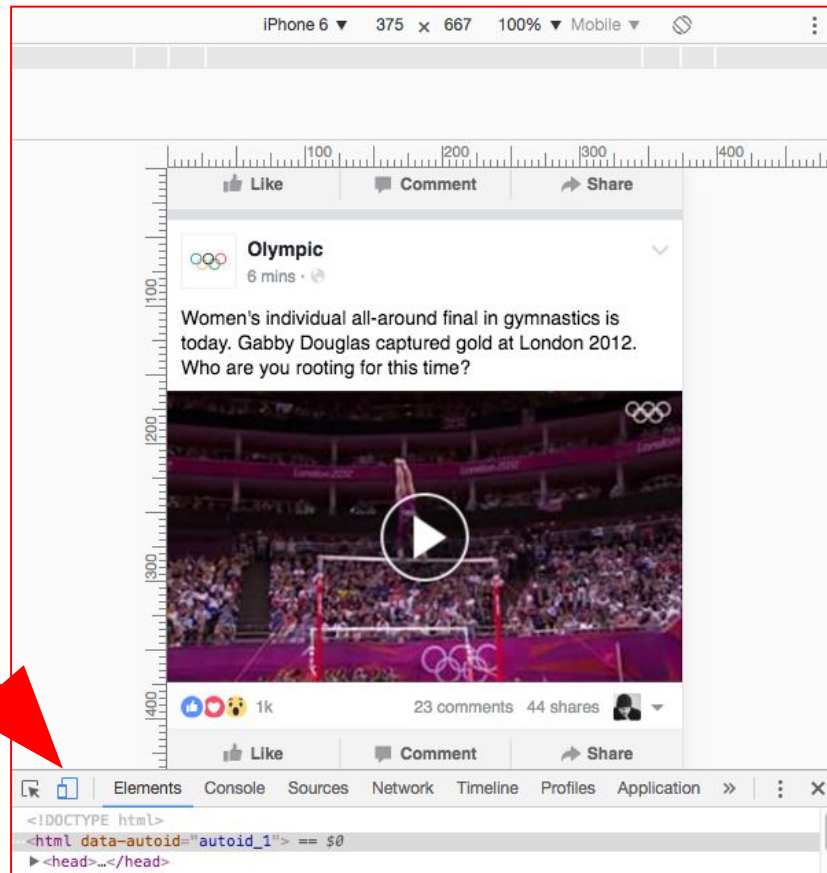 iPhone 6 ▼ 375 × 667 100% ▼ Mobile ▼
100 200 300 400
Like Comment Share
Olympic
6 mins ·
100
Women's individual all-around final in gymnastics is
today. Gabby Douglas captured gold at London 2012.
Who are you rooting for this time?
200
London 2012
300
400
1k 23 comments 44 shares
Like Comment Share
Elements Console Sources Network Timeline Profiles Application »
<!DOCTYPE html>
<html data-autoid="autoid_1"> == $0
▶<head>…</head>